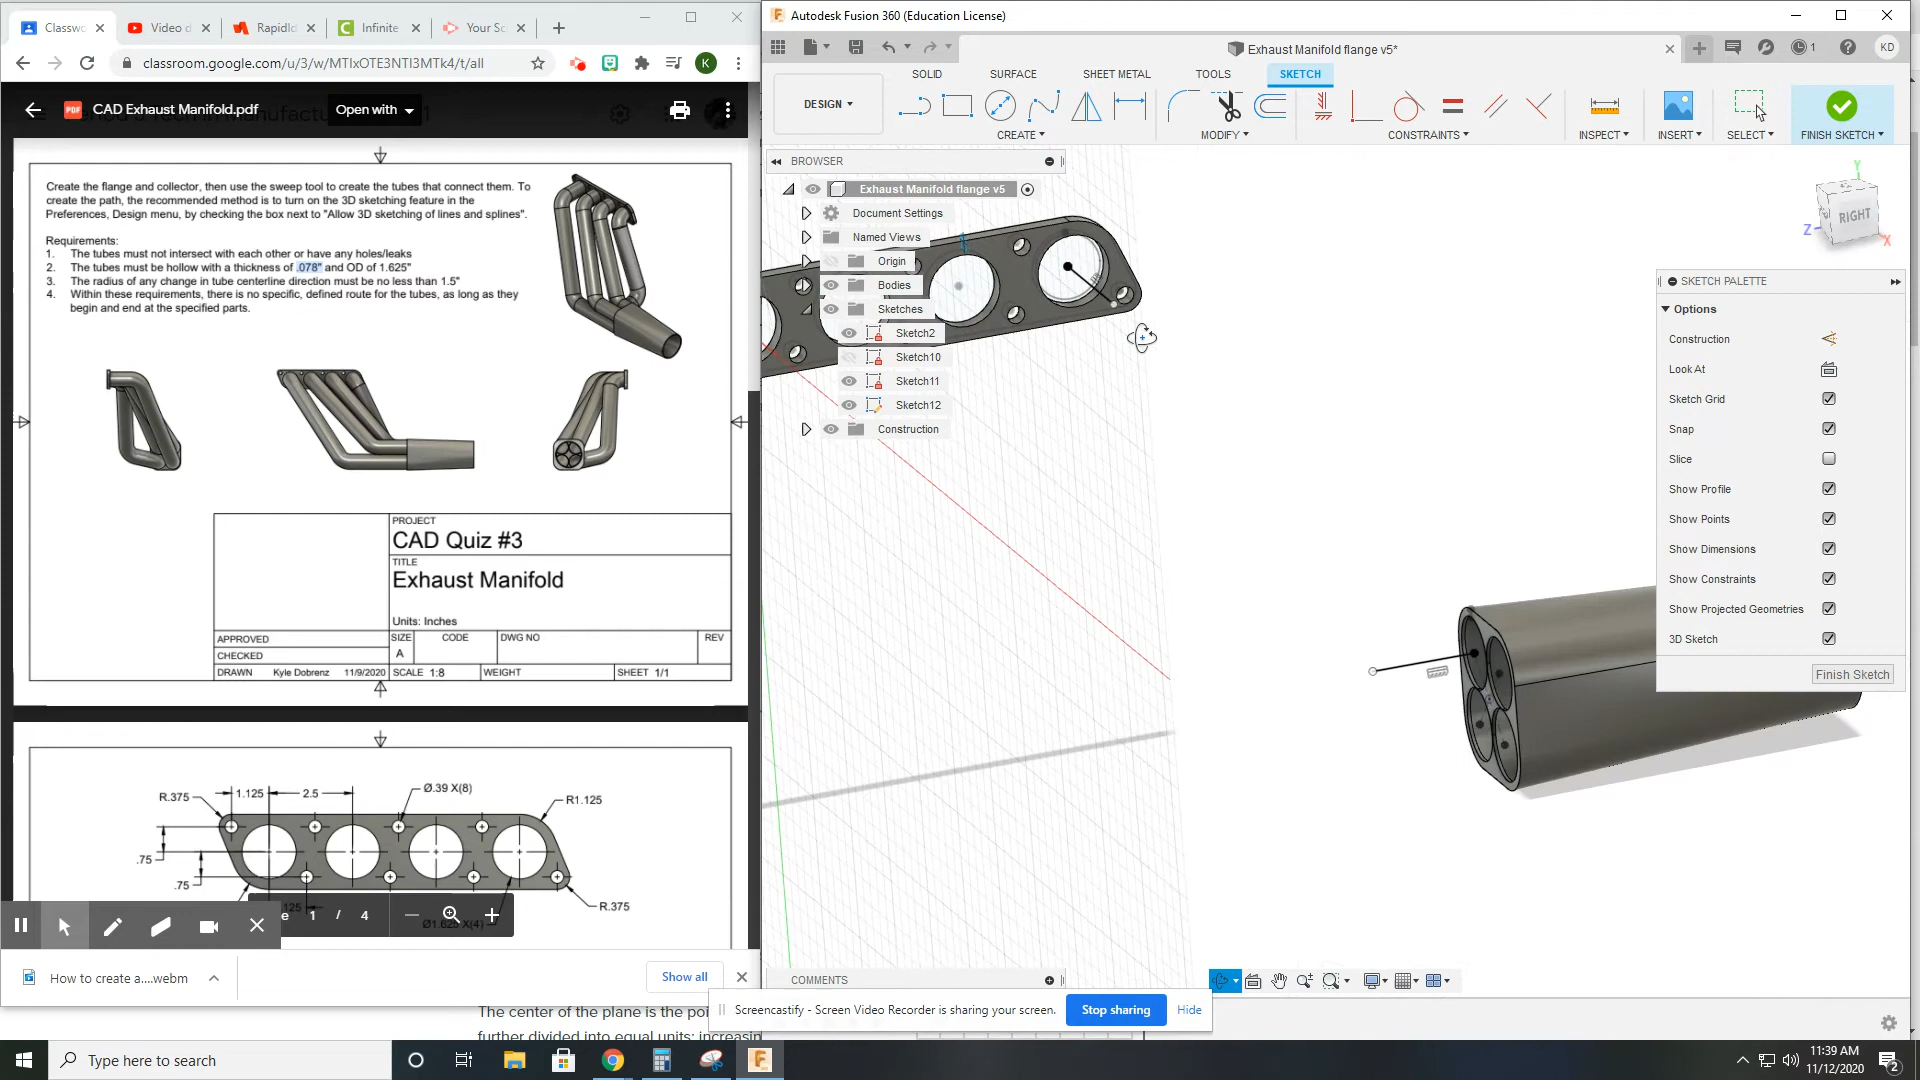 Classwo
Video d
RapidId
Infinite
Your Sc
classroom.google.com/u/3/w/MTIxOTE3NTI3MTk4/t/all
K
CAD Exhaust Manifold.pdf
Open with
Create the flange and collector, then use the sweep tool to create the tubes that connect them. To
create the path, the recommended method is to turn on the 3D sketching feature in the
Preferences, Design menu, by checking the box next to "Allow 3D sketching of lines and splines".
Requirements:
1. The tubes must not intersect with each other or have any holes/leaks
2. The tubes must be hollow with a thickness of .078" and OD of 1.625"
3. The radius of any change in tube centerline direction must be no less than 1.5"
4. Within these requirements, there is no specific, defined route for the tubes, as long as they
begin and end at the specified parts.
PROJECT
CAD Quiz #3
TITLE
Exhaust Manifold
Units: Inches
APPROVED
SIZE
CODE
DWG NO
REV
CHECKED
A
DRAWN
Kyle Dobrenz
11/9/2020
SCALE 1:8
WEIGHT
SHEET 1/1
R.375
1.125
2.5
Ø.39 X(8)
R1.125
.75
.75
R.375
Ø1.625 X(4)
1 / 4
How to create a....webm
Show all
The center of the plane is the poi
further divided into equal units; increasin
Screencastify - Screen Video Recorder is sharing your screen.
Stop sharing
Hide
Autodesk Fusion 360 (Education License)
Exhaust Manifold flange v5*
1
KD
DESIGN
SOLID
SURFACE
SHEET METAL
TOOLS
SKETCH
CREATE
MODIFY
CONSTRAINTS
INSPECT
INSERT
SELECT
FINISH SKETCH
BROWSER
Exhaust Manifold flange v5
Document Settings
Named Views
Origin
Bodies
Sketches
Sketch2
Sketch10
Sketch11
Sketch12
Construction
Y
RIGHT
Z
X
SKETCH PALETTE
Options
Construction
Look At
Sketch Grid
Snap
Slice
Show Profile
Show Points
Show Dimensions
Show Constraints
Show Projected Geometries
3D Sketch
Finish Sketch
COMMENTS
Type here to search
11:39 AM
11/12/2020
2